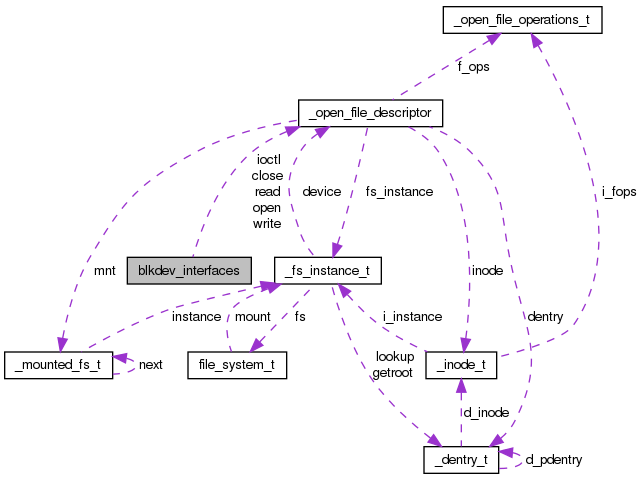 _open_file_operations_t
f_ops
_open_file_descriptor
ioctl
close
read
open
write
device
fs_instance
i_fops
mnt
blkdev_interfaces
_fs_instance_t
inode
instance
mount
fs
i_instance
dentry
_mounted_fs_t
next
file_system_t
lookup
getroot
_inode_t
d_inode
_dentry_t
d_pdentry